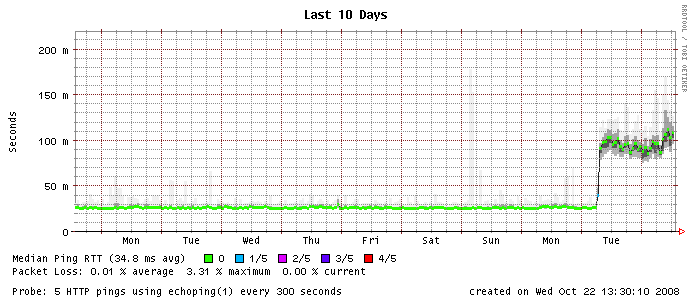 Last 10 Days
RRDTOOL / TOBI OETIKER
200 m
150 m
100 m
50 m
0
Seconds
Mon Tue Wed Thu Fri Sat Sun Mon Tue
Median Ping RTT (34.8 ms avg) 0 1/5 2/5 3/5 4/5
Packet Loss: 0.01 % average 3.31 % maximum 0.00 % current
Probe: 5 HTTP pings using echoping(1) every 300 seconds created on Wed Oct 22 13:30:10 2008